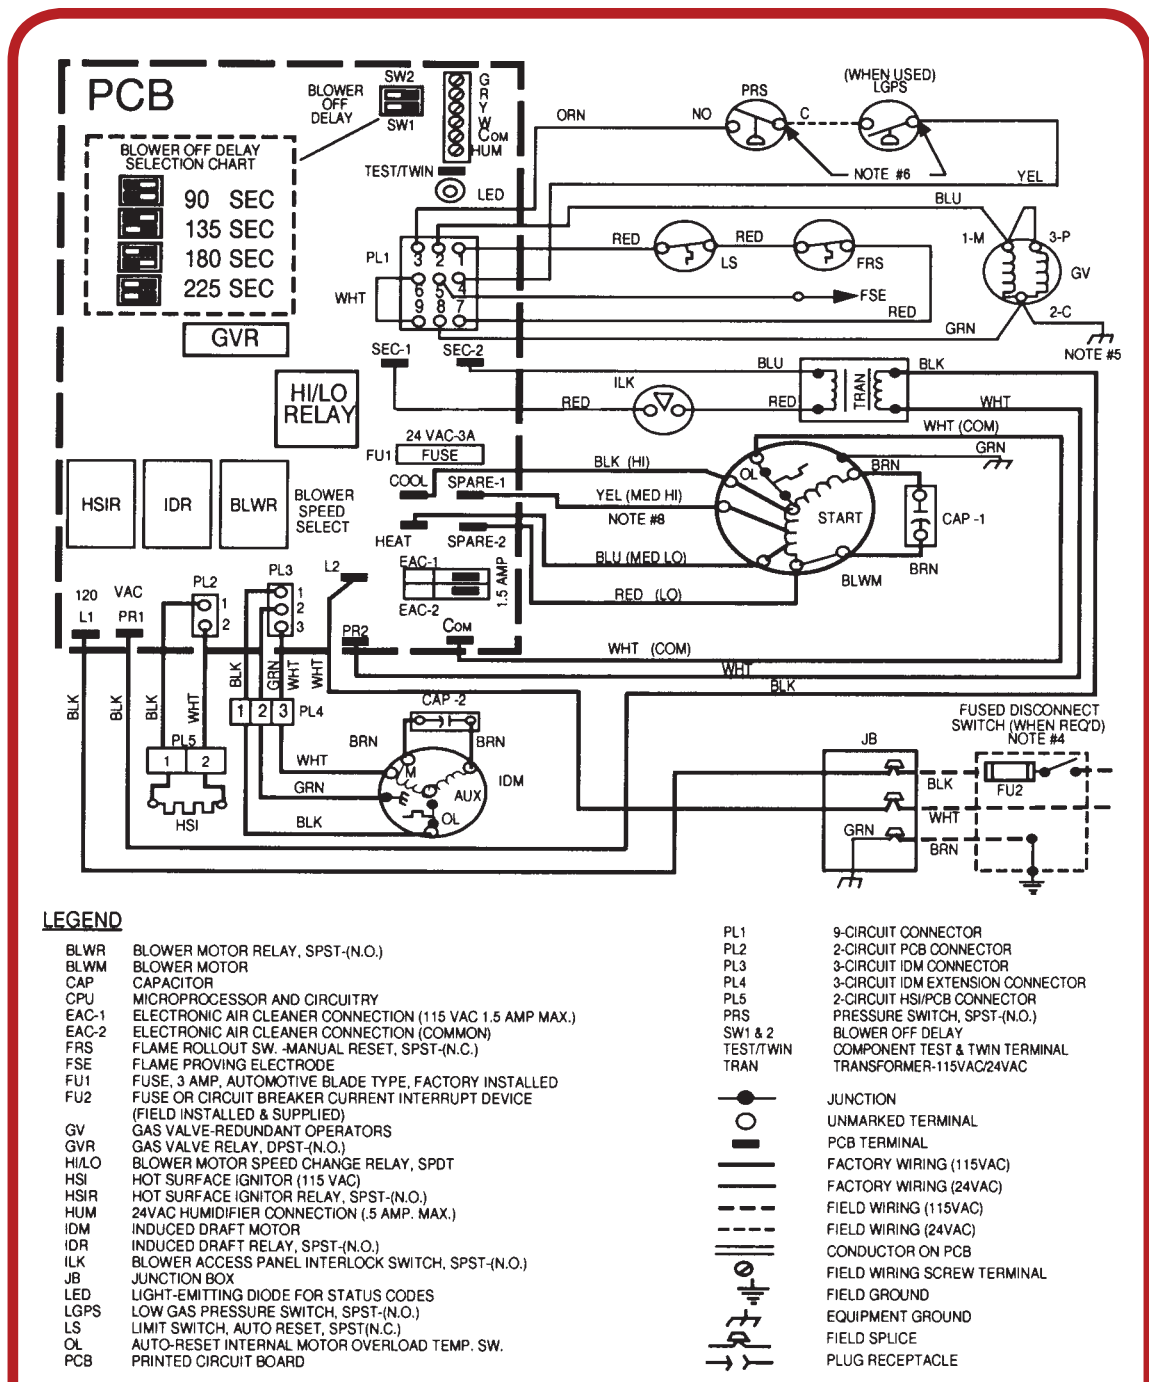 PCB
BLOWER
OFF
DELAY
SW2
SW1
G
R
Y
W
COM
HUM
TEST/TWIN
LED
BLOWER OFF DELAY
SELECTION CHART
90 SEC
135 SEC
180 SEC
225 SEC
GVR
HI/LO
RELAY
PL1
3 2 1
6 5 4
9 8 7
WHT
ORN
NO
PRS
C
(WHEN USED)
LGPS
NOTE #6
YEL
BLU
RED
LS
RED
FRS
FSE
RED
GRN
1-M
3-P
GV
2-C
NOTE #5
SEC-1
SEC-2
BLU
ILK
RED
RED
TRAN
BLK
WHT
24 VAC-3A
FU1
FUSE
WHT (COM)
GRN
BLK (HI)
OL
BRN
COOL
SPARE-1
YEL (MED HI)
NOTE #8
START
CAP -1
HSIR
IDR
BLWR
BLOWER
SPEED
SELECT
HEAT
SPARE-2
BLU (MED LO)
BLWM
BRN
EAC-1
EAC-2
1.5 AMP
RED (LO)
120 VAC
L1
PR1
PL2
1
2
PL3
1
2
3
L2
PR2
COM
WHT (COM)
WHT
BLK
BLK
BLK
BLK
WHT
BLK
GRN
WHT
WHT
1 2 3
PL4
PL5
1 2
HSI
CAP -2
BRN
BRN
WHT
GRN
BLK
M
AUX
OL
IDM
FUSED DISCONNECT
SWITCH (WHEN REQ'D)
NOTE #4
JB
BLK
FU2
WHT
GRN
BRN
LEGEND
BLWR BLOWER MOTOR RELAY, SPST-(N.O.)
BLWM BLOWER MOTOR
CAP CAPACITOR
CPU MICROPROCESSOR AND CIRCUITRY
EAC-1 ELECTRONIC AIR CLEANER CONNECTION (115 VAC 1.5 AMP MAX.)
EAC-2 ELECTRONIC AIR CLEANER CONNECTION (COMMON)
FRS FLAME ROLLOUT SW. -MANUAL RESET, SPST-(N.C.)
FSE FLAME PROVING ELECTRODE
FU1 FUSE, 3 AMP, AUTOMOTIVE BLADE TYPE, FACTORY INSTALLED
FU2 FUSE OR CIRCUIT BREAKER CURRENT INTERRUPT DEVICE
(FIELD INSTALLED & SUPPLIED)
GV GAS VALVE-REDUNDANT OPERATORS
GVR GAS VALVE RELAY, DPST-(N.O.)
HI/LO BLOWER MOTOR SPEED CHANGE RELAY, SPDT
HSI HOT SURFACE IGNITOR (115 VAC)
HSIR HOT SURFACE IGNITOR RELAY, SPST-(N.O.)
HUM 24VAC HUMIDIFIER CONNECTION (.5 AMP. MAX.)
IDM INDUCED DRAFT MOTOR
IDR INDUCED DRAFT RELAY, SPST-(N.O.)
ILK BLOWER ACCESS PANEL INTERLOCK SWITCH, SPST-(N.O.)
JB JUNCTION BOX
LED LIGHT-EMITTING DIODE FOR STATUS CODES
LGPS LOW GAS PRESSURE SWITCH, SPST-(N.O.)
LS LIMIT SWITCH, AUTO RESET, SPST(N.C.)
OL AUTO-RESET INTERNAL MOTOR OVERLOAD TEMP. SW.
PCB PRINTED CIRCUIT BOARD
PL1 9-CIRCUIT CONNECTOR
PL2 2-CIRCUIT PCB CONNECTOR
PL3 3-CIRCUIT IDM CONNECTOR
PL4 3-CIRCUIT IDM EXTENSION CONNECTOR
PL5 2-CIRCUIT HSI/PCB CONNECTOR
PRS PRESSURE SWITCH, SPST-(N.O.)
SW1 & 2 BLOWER OFF DELAY
TEST/TWIN COMPONENT TEST & TWIN TERMINAL
TRAN TRANSFORMER-115VAC/24VAC
JUNCTION
UNMARKED TERMINAL
PCB TERMINAL
FACTORY WIRING (115VAC)
FACTORY WIRING (24VAC)
FIELD WIRING (115VAC)
FIELD WIRING (24VAC)
CONDUCTOR ON PCB
FIELD WIRING SCREW TERMINAL
FIELD GROUND
EQUIPMENT GROUND
FIELD SPLICE
PLUG RECEPTACLE